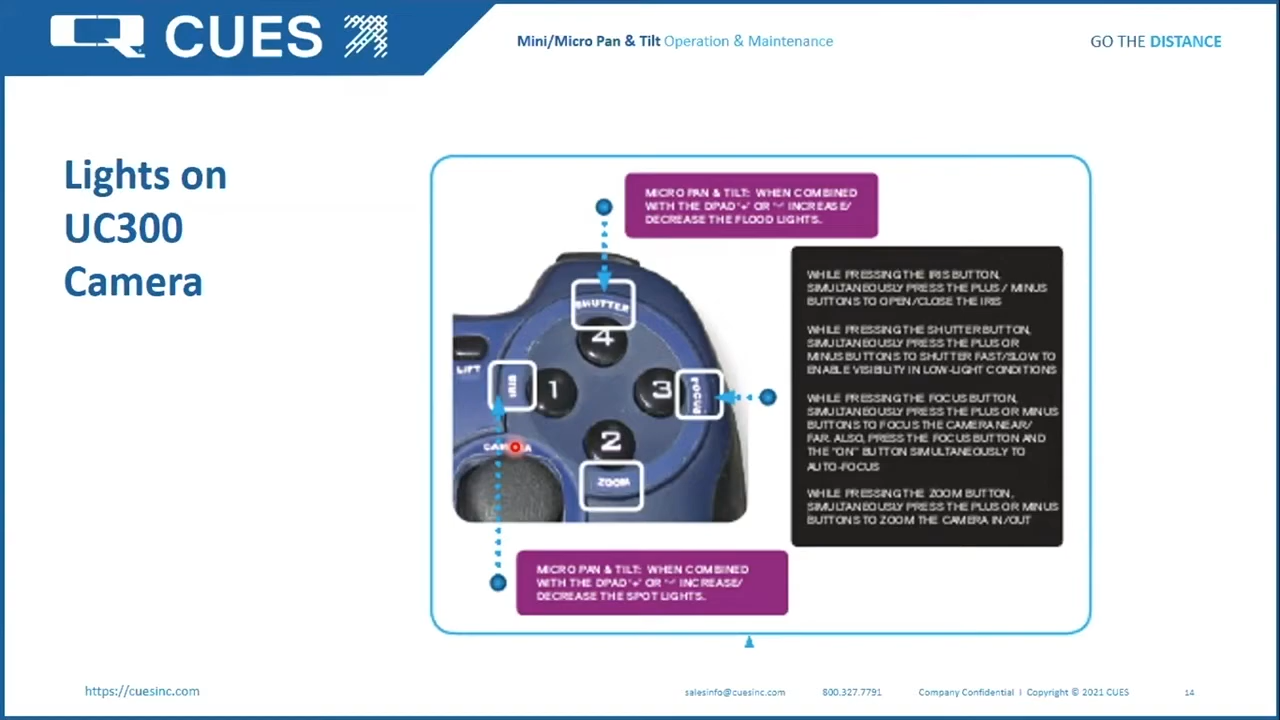 CUES
Mini/Micro Pan & Tilt Operation & Maintenance
GO THE DISTANCE
Lights on
UC300
Camera
MICRO PAN & TILT: WHEN COMBINED
WITH THE DPAD '+' OR '-' INCREASE/
DECREASE THE FLOOD LIGHTS.
WHILE PRESSING THE IRIS BUTTON,
SIMULTANEOUSLY PRESS THE PLUS / MINUS
BUTTONS TO OPEN/CLOSE THE IRIS
WHILE PRESSING THE SHUTTER BUTTON,
SIMULTANEOUSLY PRESS THE PLUS OR
MINUS BUTTONS TO SHUTTER FAST/SLOW TO
ENABLE VISIBILITY IN LOW-LIGHT CONDITIONS
WHILE PRESSING THE FOCUS BUTTON,
SIMULTANEOUSLY PRESS THE PLUS OR MINUS
BUTTONS TO FOCUS THE CAMERA NEAR/
FAR. ALSO, PRESS THE FOCUS BUTTON AND
THE "ON" BUTTON SIMULTANEOUSLY TO
AUTO-FOCUS
WHILE PRESSING THE ZOOM BUTTON,
SIMULTANEOUSLY PRESS THE PLUS OR MINUS
BUTTONS TO ZOOM THE CAMERA IN/OUT
SHUTTER
4
LIFT
IRIS
1
3
FOCUS
2
CAMERA
ZOOM
MICRO PAN & TILT: WHEN COMBINED
WITH THE DPAD '+' OR '-' INCREASE/
DECREASE THE SPOT LIGHTS.
https://cuesinc.com
salesinfo@cuesinc.com
800.327.7791
Company Confidential I Copyright © 2021 CUES
14